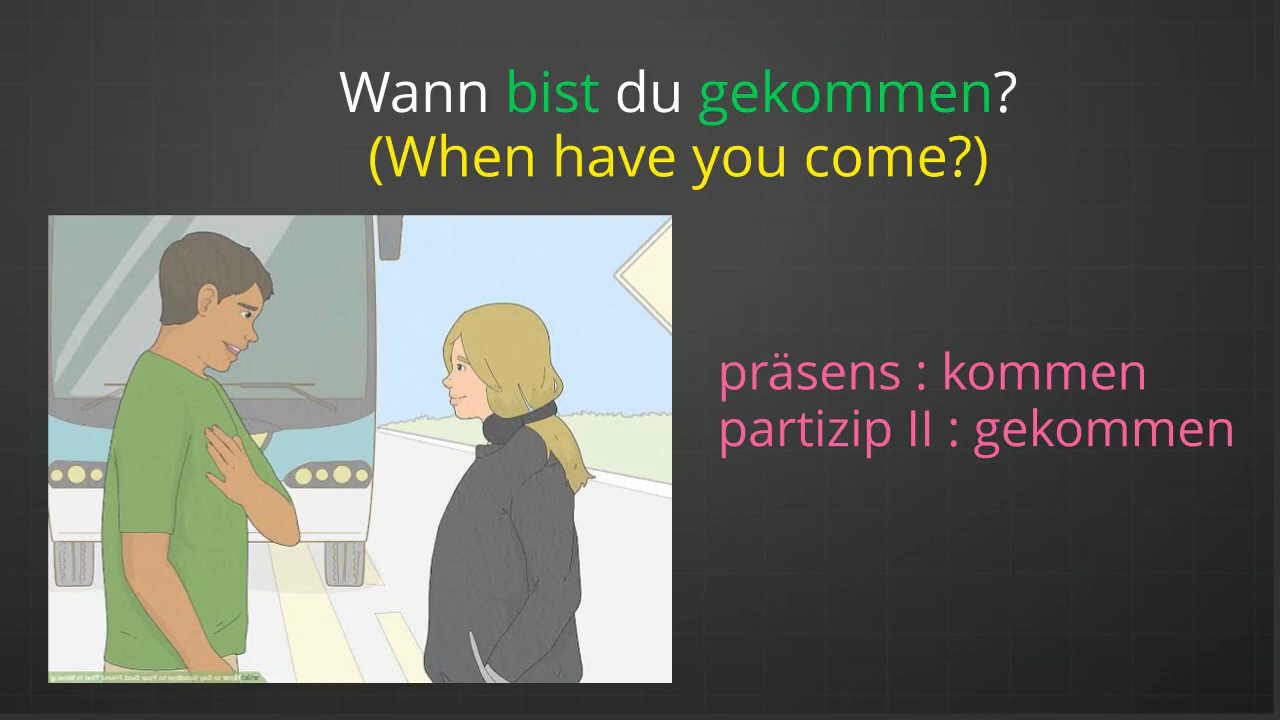 Wann bist du gekommen?
(When have you come?)
präsens : kommen
partizip II : gekommen